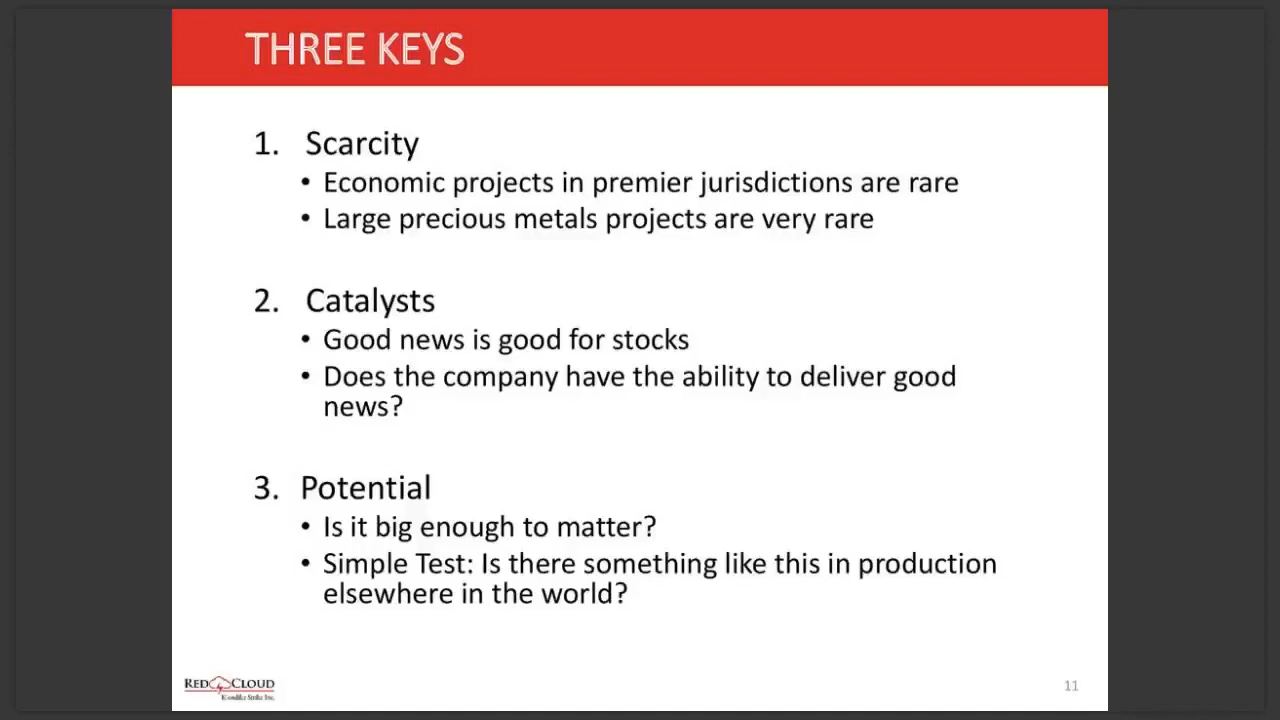 THREE KEYS
1. Scarcity
• Economic projects in premier jurisdictions are rare
• Large precious metals projects are very rare
2. Catalysts
• Good news is good for stocks
• Does the company have the ability to deliver good
news?
3. Potential
• Is it big enough to matter?
• Simple Test: Is there something like this in production
elsewhere in the world?
RED CLOUD
Klondike Strike Inc.
11